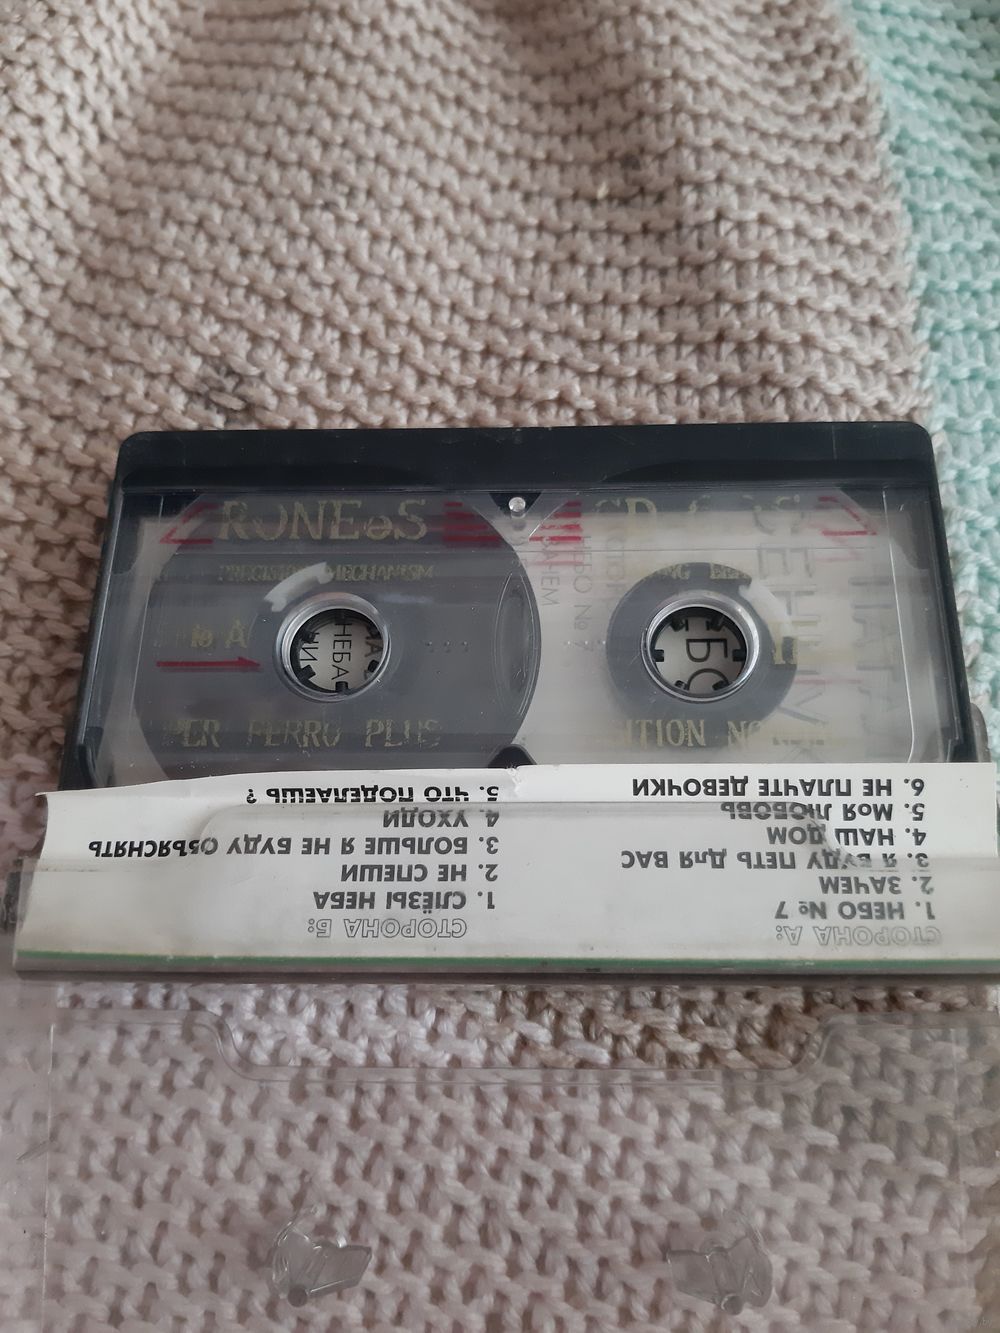 RONEeS
PRECISION MECHANISM
A
FERRO PLUS
НЕБА
ЗАЧЕМ
НЕБО № 7
СТОРОНА А:
1. НЕБО № 7
2. ЗАЧЕМ
3. Я БУДУ ПЕТЬ ДЛЯ ВАС
4. НАШ ДОМ
5. МОЯ ЛЮБОВЬ
6. НЕ ПЛАЧТЕ ДЕВОЧКИ
СТОРОНА Б:
1. СЛЁЗЫ НЕБА
2. НЕ СПЕШИ
3. БОЛЬШЕ Я НЕ БУДУ ОБЪЯСНЯТЬ
4. УХОДИ
5. ЧТО ПОДЕЛАЕШЬ ?